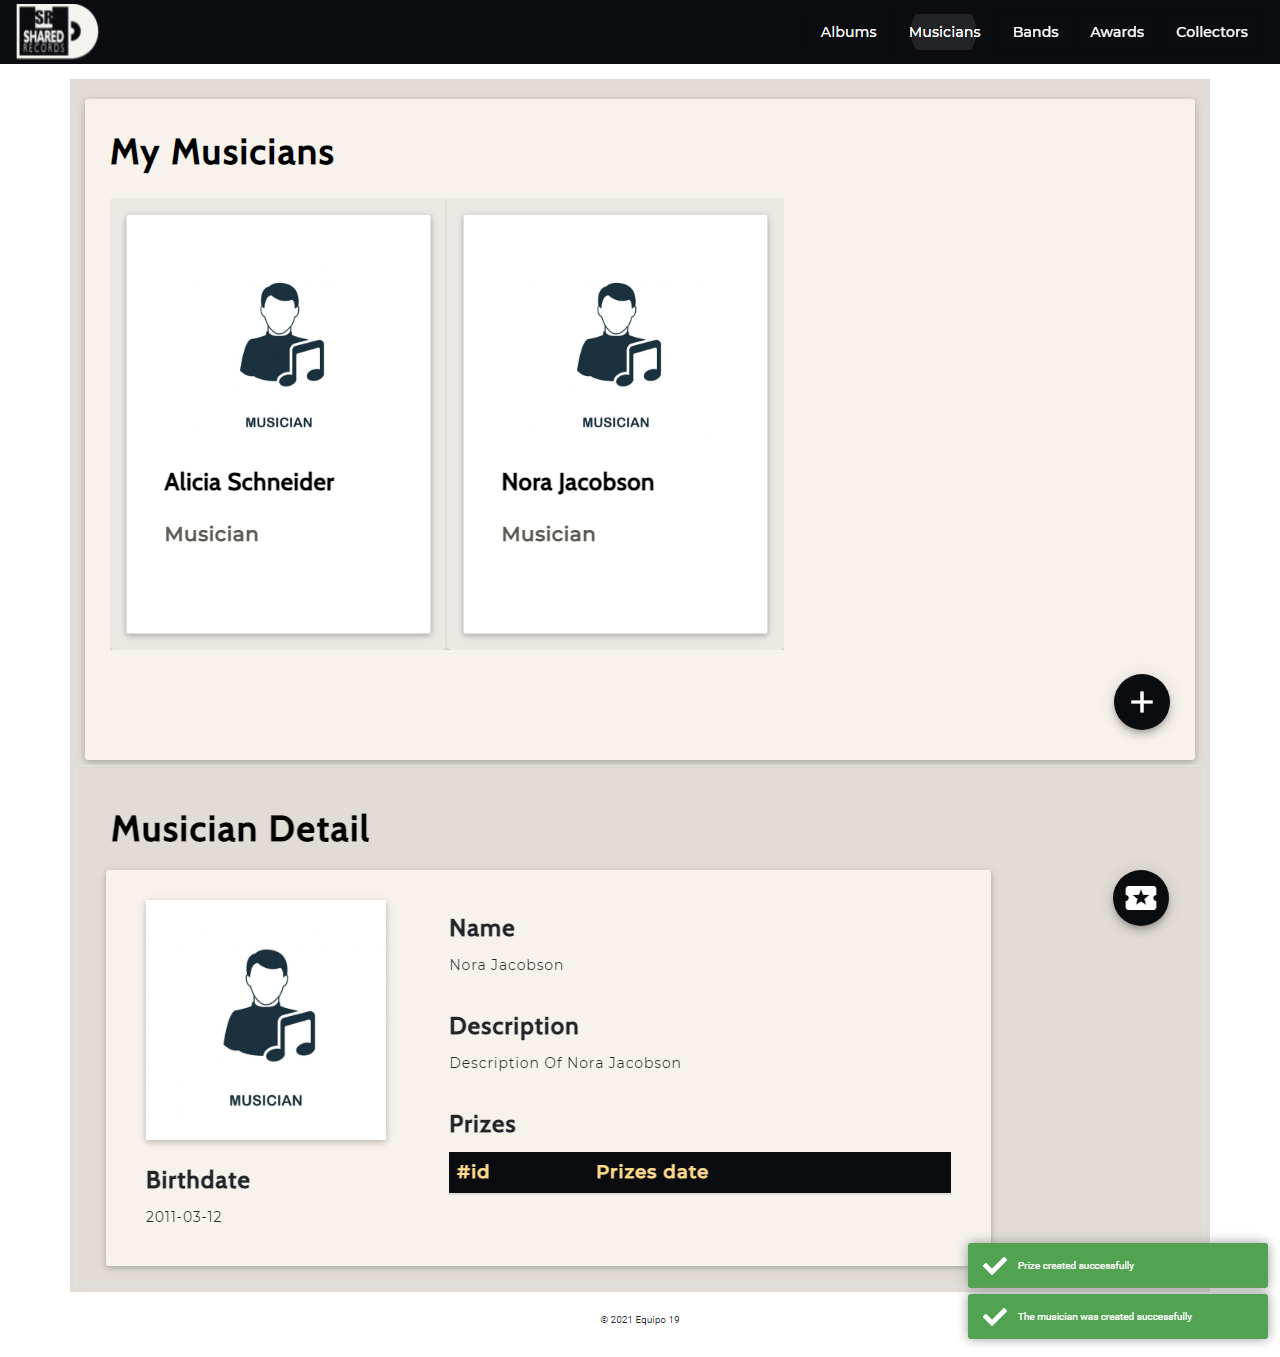 SR
SHARED
RECORDS
Albums
Musicians
Bands
Awards
Collectors
My Musicians
MUSICIAN
Alicia Schneider
Musician
MUSICIAN
Nora Jacobson
Musician
Musician Detail
MUSICIAN
Birthdate
2011-03-12
Name
Nora Jacobson
Description
Description Of Nora Jacobson
Prizes
#id Prizes date
Prize created successfully
The musician was created successfully
© 2021 Equipo 19